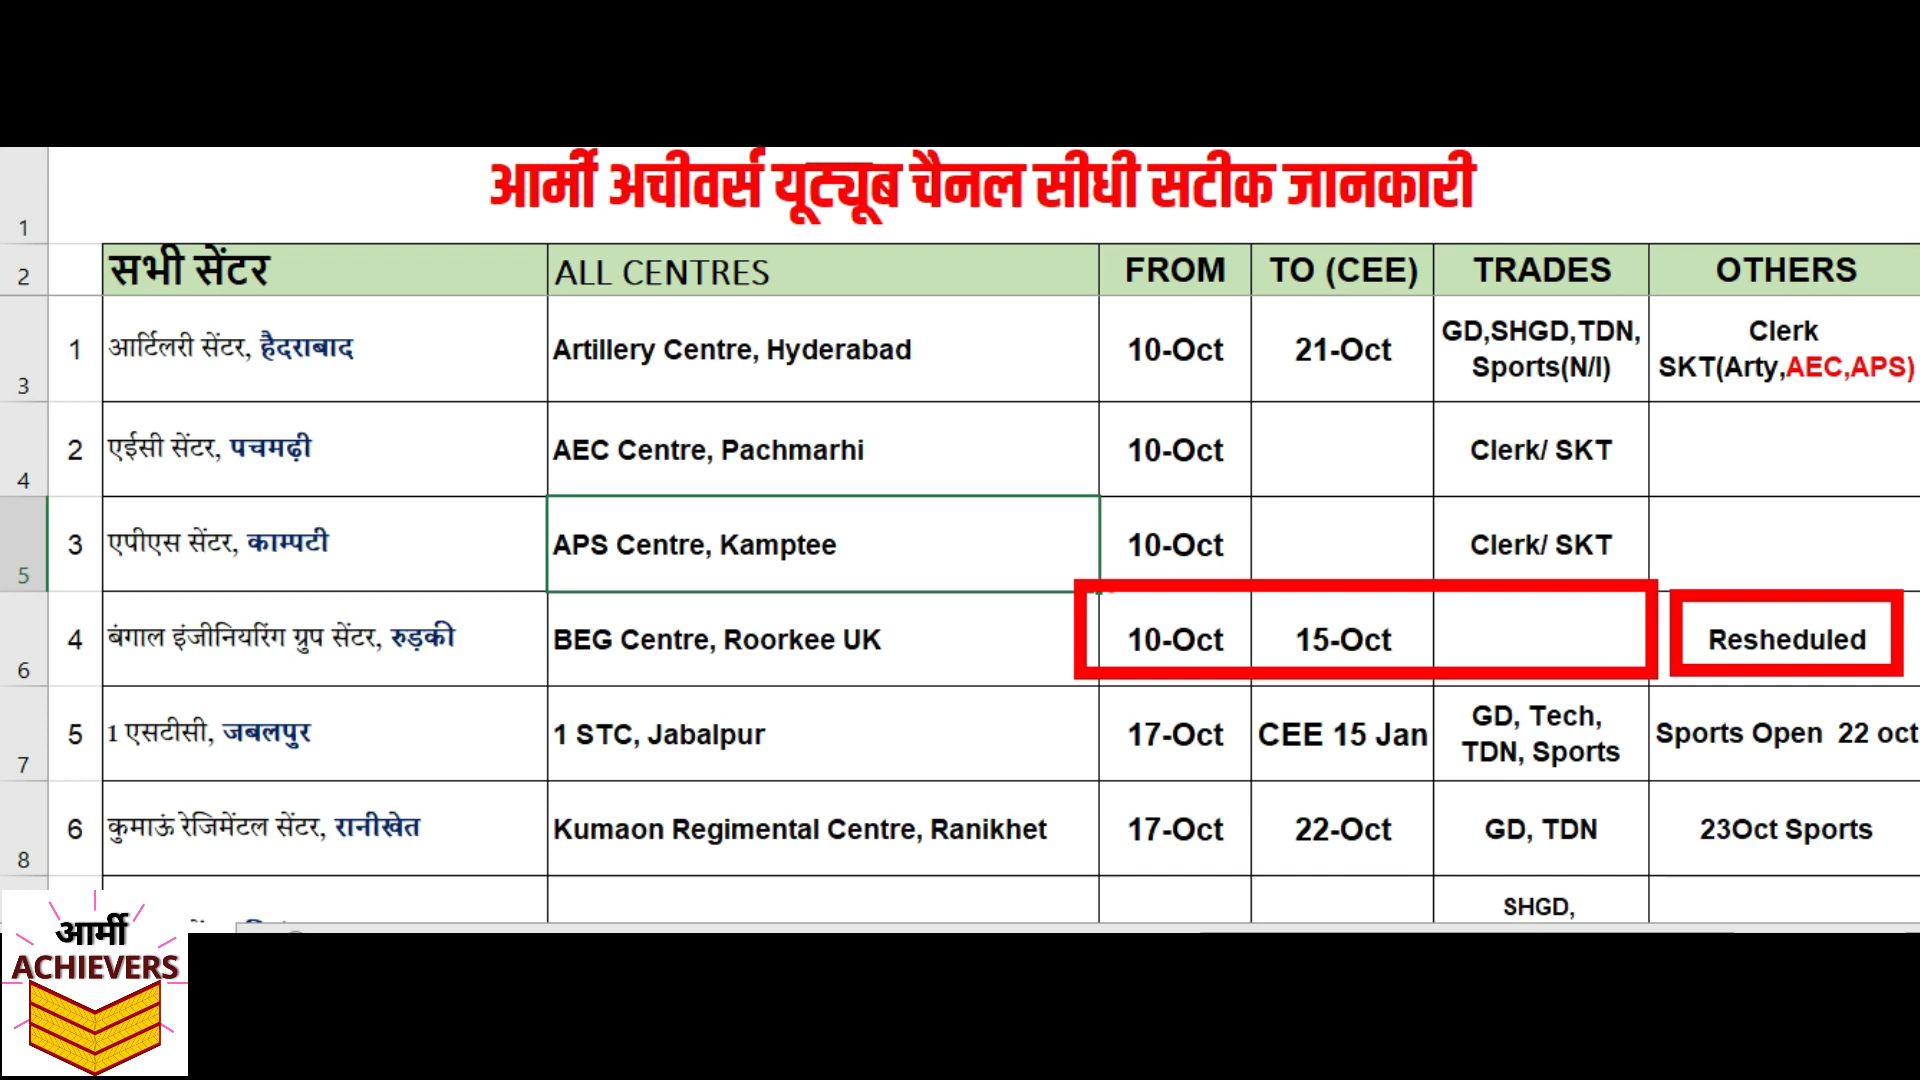 आर्मी अचीवर्स यूट्यूब चैनल सीधी सटीक जानकारी
1
2 सभी सेंटर ALL CENTRES FROM TO (CEE) TRADES OTHERS
3 1 आर्टिलरी सेंटर, हैदराबाद Artillery Centre, Hyderabad 10-Oct 21-Oct GD,SHGD,TDN, Sports(N/I) Clerk SKT(Arty,AEC,APS)
4 2 एईसी सेंटर, पचमढ़ी AEC Centre, Pachmarhi 10-Oct Clerk/ SKT
5 3 एपीएस सेंटर, काम्पटी APS Centre, Kamptee 10-Oct Clerk/ SKT
6 4 बंगाल इंजीनियरिंग ग्रुप सेंटर, रुड़की BEG Centre, Roorkee UK 10-Oct 15-Oct Resheduled
7 5 1 एसटीसी, जबलपुर 1 STC, Jabalpur 17-Oct CEE 15 Jan GD, Tech, TDN, Sports Sports Open 22 oct
8 6 कुमाऊं रेजिमेंटल सेंटर, रानीखेत Kumaon Regimental Centre, Ranikhet 17-Oct 22-Oct GD, TDN 23Oct Sports
SHGD,
आर्मी
ACHIEVERS